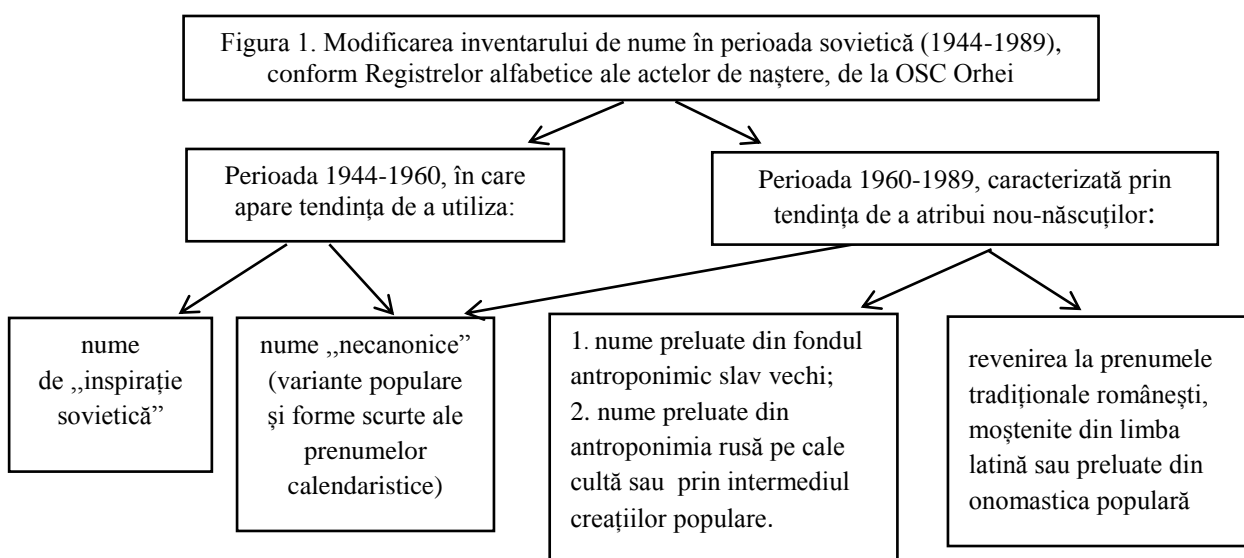 Figura 1. Modificarea inventarului de nume în perioada sovietică (1944-1989),
conform Registrelor alfabetice ale actelor de naștere, de la OSC Orhei
Perioada 1944-1960, în care
apare tendința de a utiliza:
Perioada 1960-1989, caracterizată prin
tendința de a atribui nou-născuților:
nume
de ,,inspirație
sovietică”
nume ,,necanonice”
(variante populare
și forme scurte ale
prenumelor
calendaristice)
1. nume preluate din fondul
antroponimic slav vechi;
2. nume preluate din
antroponimia rusă pe cale
cultă sau prin intermediul
creațiilor populare.
revenirea la prenumele
tradiționale românești,
moștenite din limba
latină sau preluate din
onomastica populară